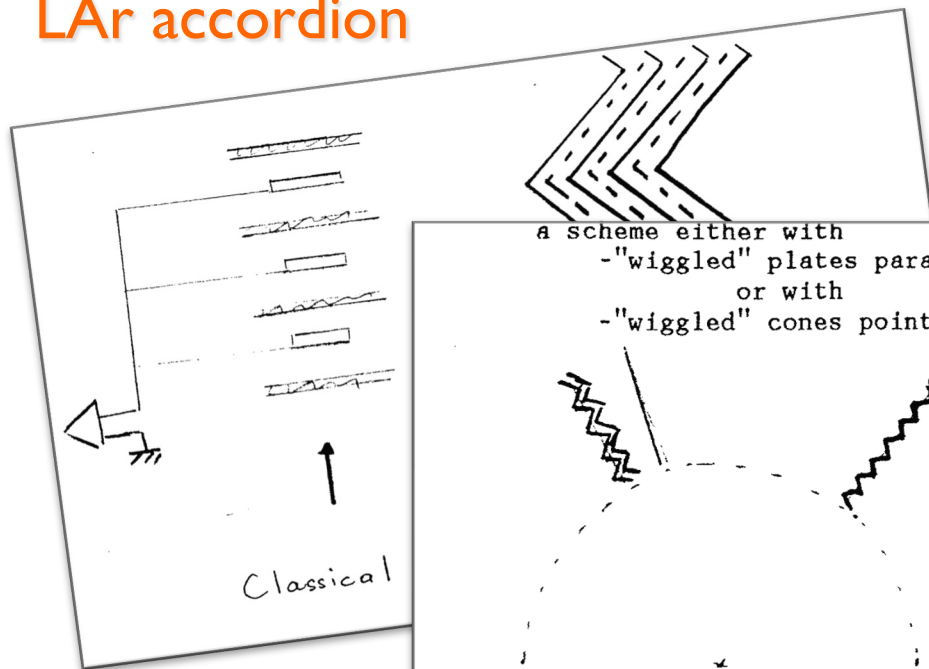 LAr accordion
Classical
a scheme either with
-"wiggled" plates para
or with
-"wiggled" cones point